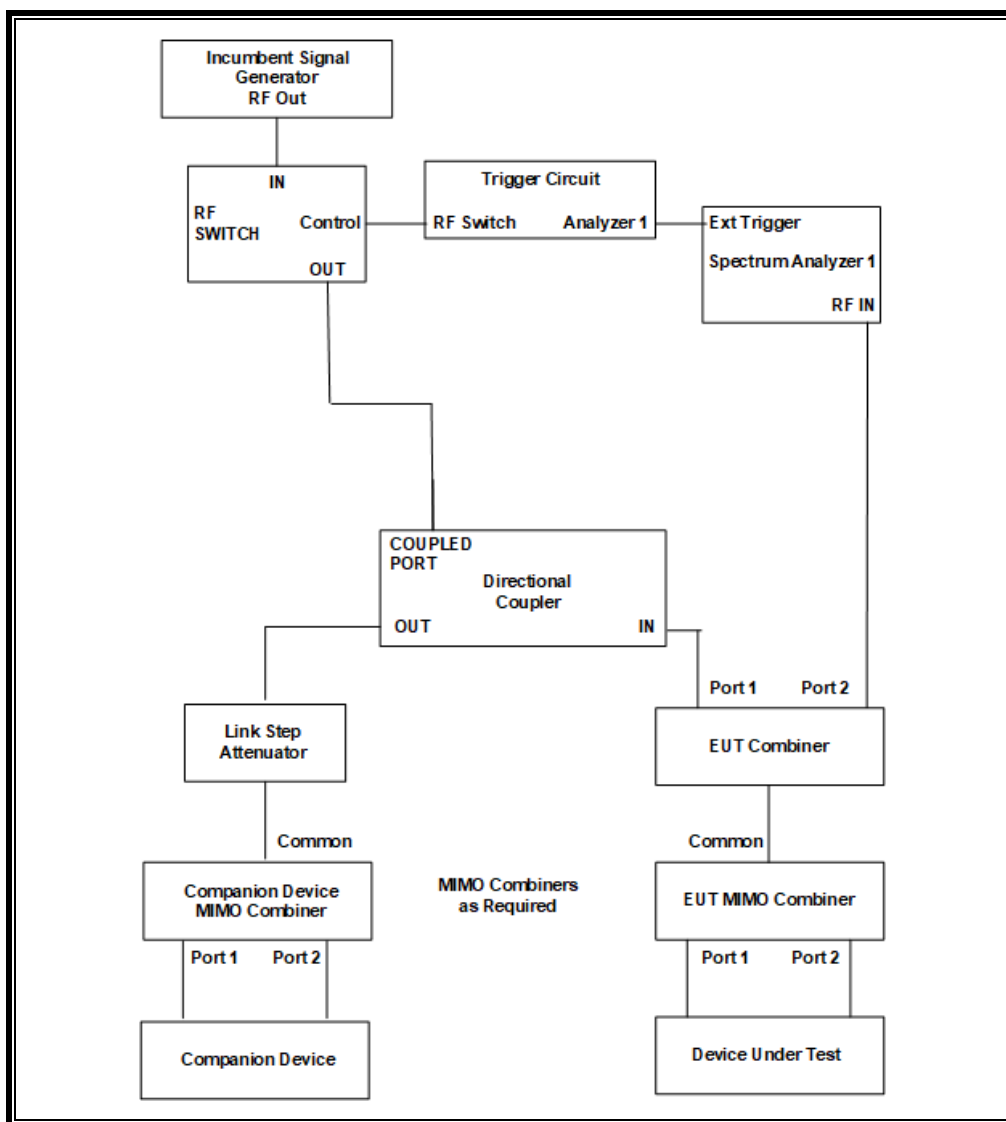 Incumbent Signal
Generator
RF Out
IN
RF
SWITCH
Control
OUT
Trigger Circuit
RF Switch
Analyzer 1
Ext Trigger
Spectrum Analyzer 1
RF IN
COUPLED
PORT
Directional
Coupler
OUT
IN
Port 1
Port 2
Link Step
Attenuator
EUT Combiner
Common
Common
Companion Device
MIMO Combiner
MIMO Combiners
as Required
EUT MIMO Combiner
Port 1
Port 2
Port 1
Port 2
Companion Device
Device Under Test